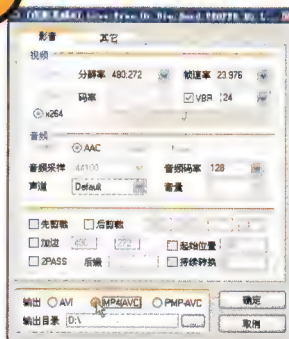 影音 其它
视频
分辨率 480:272 帧速率 23.976
码率 VBR 24
x264
音频
AAC
音频采样 44100 音频码率 128
声道 Default 音量
先剪裁 后剪裁
加边 480 272 起始位置
2PASS 后缀 持续转换
输出 AVI MP4(AVC) PMP-AVC 确定
输出目录 D:\ 取消